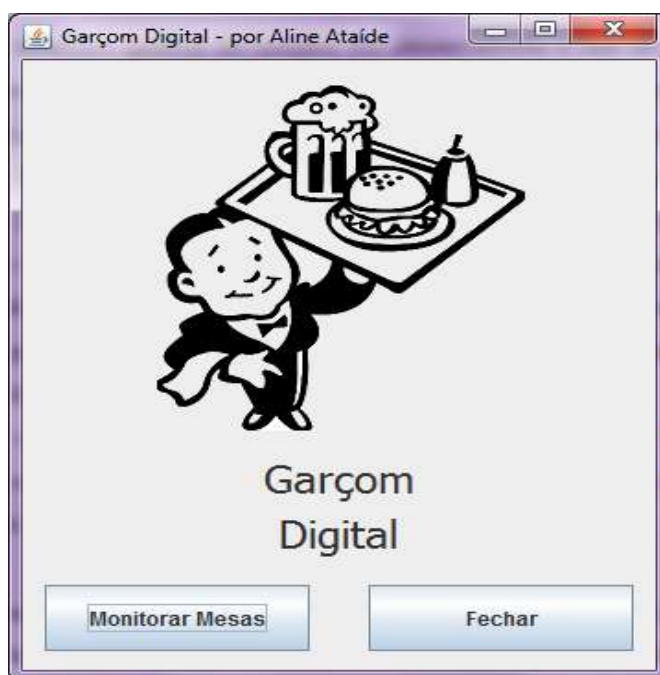 Garçom Digital - por Aline Ataíde
Garçom
Digital
Monitorar Mesas
Fechar